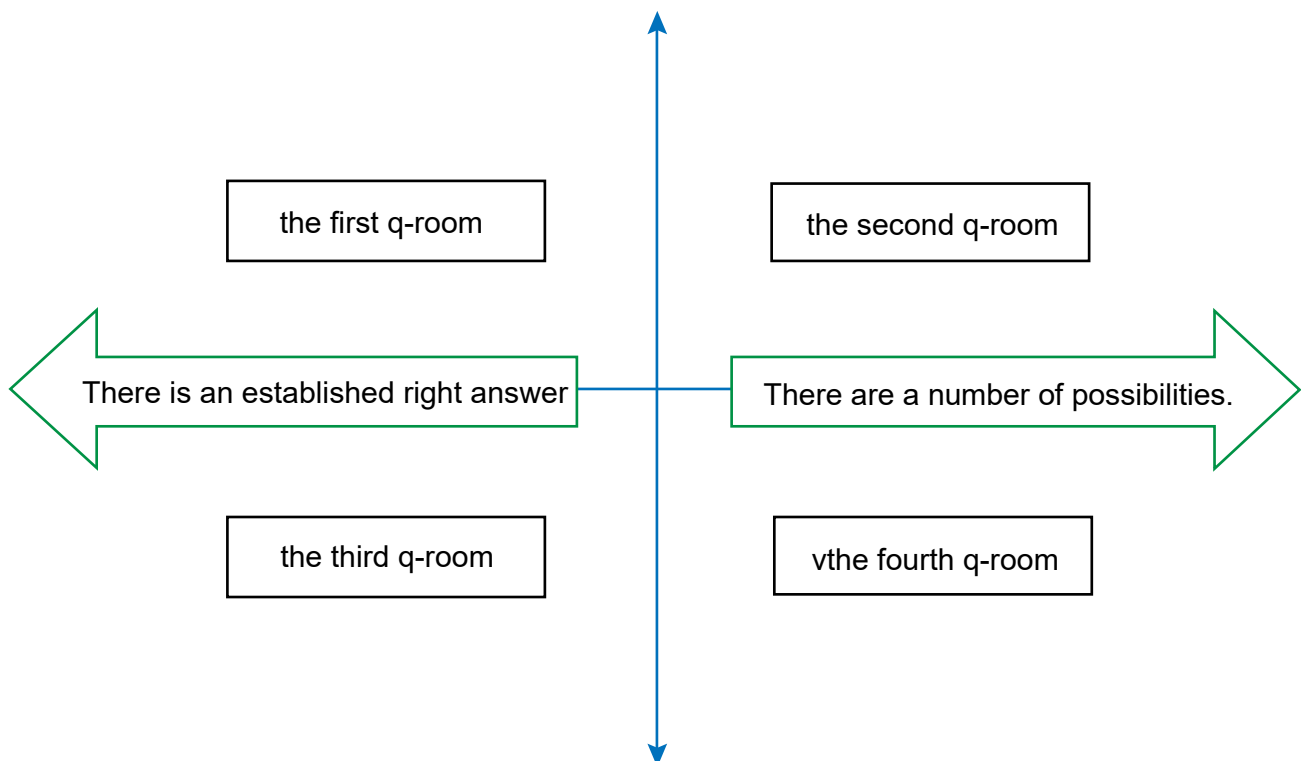 the first q-room
the second q-room
There is an established right answer
There are a number of possibilities.
the third q-room
vthe fourth q-room